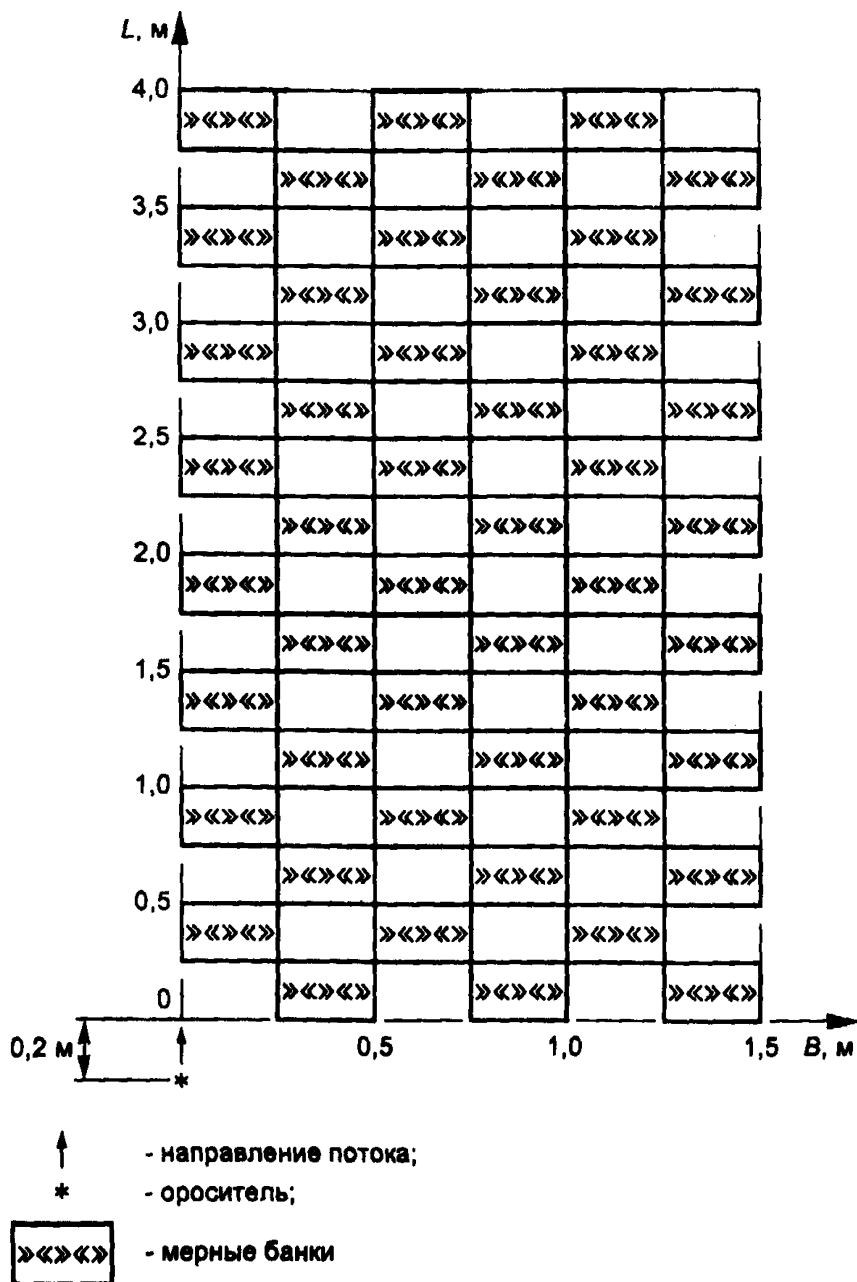 L, м
4,0
3,5
3,0
2,5
2,0
1,5
1,0
0,5
0
0,2 м
0,5
1,0
1,5
B, м
*
- направление потока;
* - ороситель;
- мерные банки